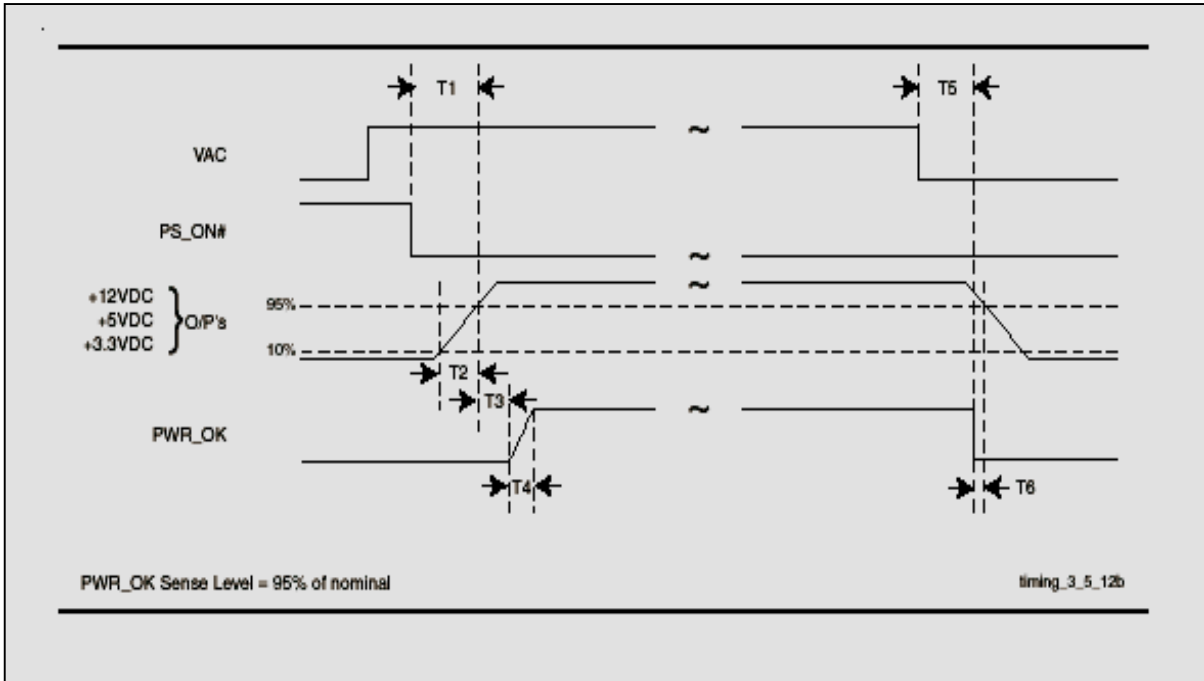 T1
T5
VAC
~
PS_ON#
~
+12VDC
+5VDC
+3.3VDC
} O/P's
95%
~
10%
T2
T3
PWR_OK
~
T4
T6
PWR_OK Sense Level = 95% of nominal
timing_3_5_12b